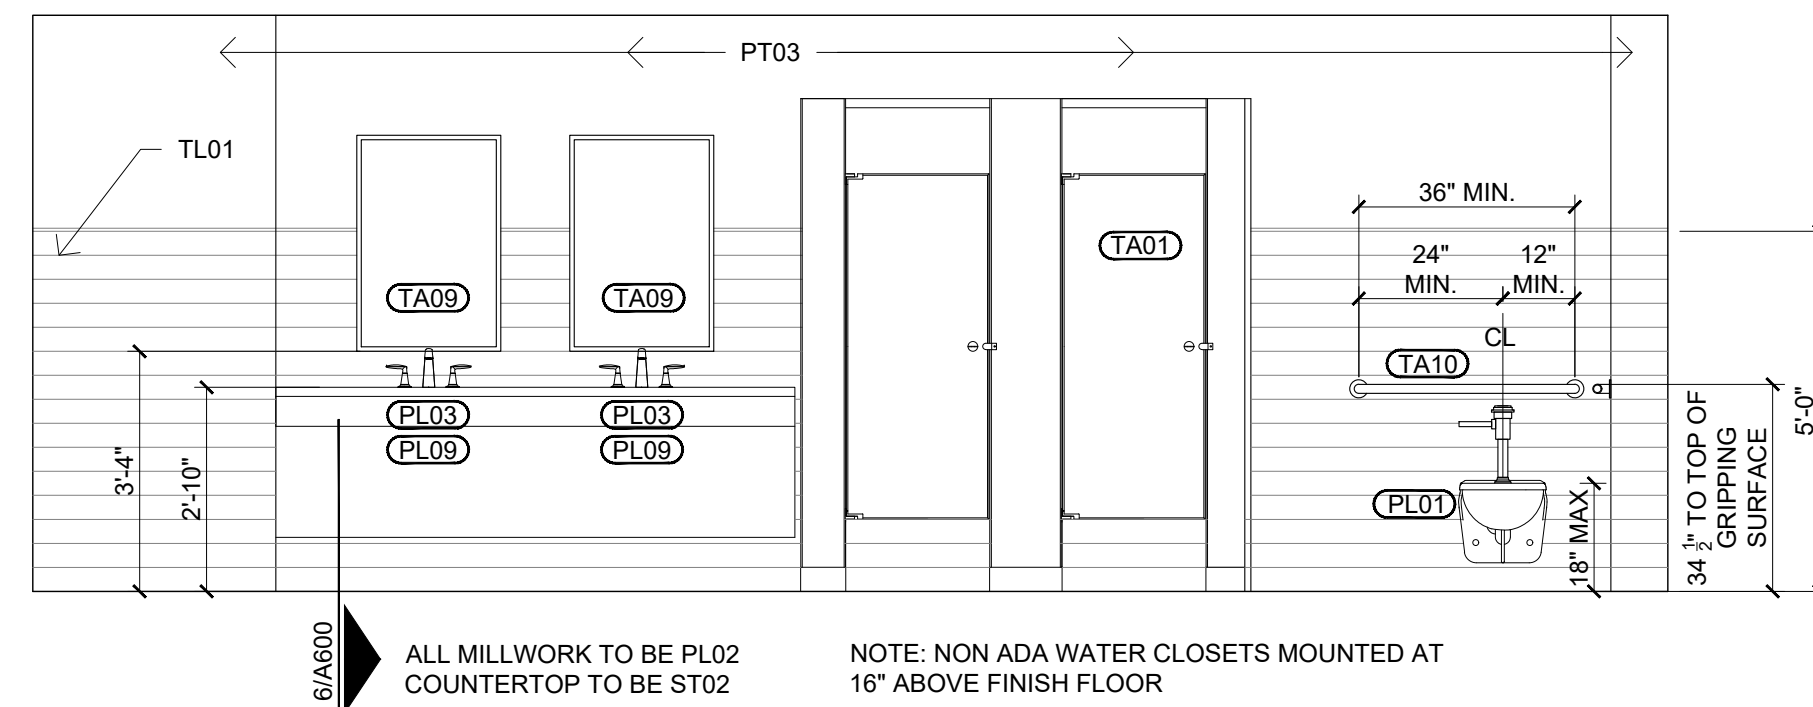 PT03
TL01
36" MIN.
TA01
24"
MIN.
12"
MIN.
TA09
TA09
CL
TA10
PL03
PL03
PL09
PL09
3'-4"
2'-10"
PL01
18" MAX
34 1/2" TO TOP OF
GRIPPING
SURFACE
5'-0"
6/A600
ALL MILLWORK TO BE PL02
COUNTERTOP TO BE ST02
NOTE: NON ADA WATER CLOSETS MOUNTED AT
16" ABOVE FINISH FLOOR